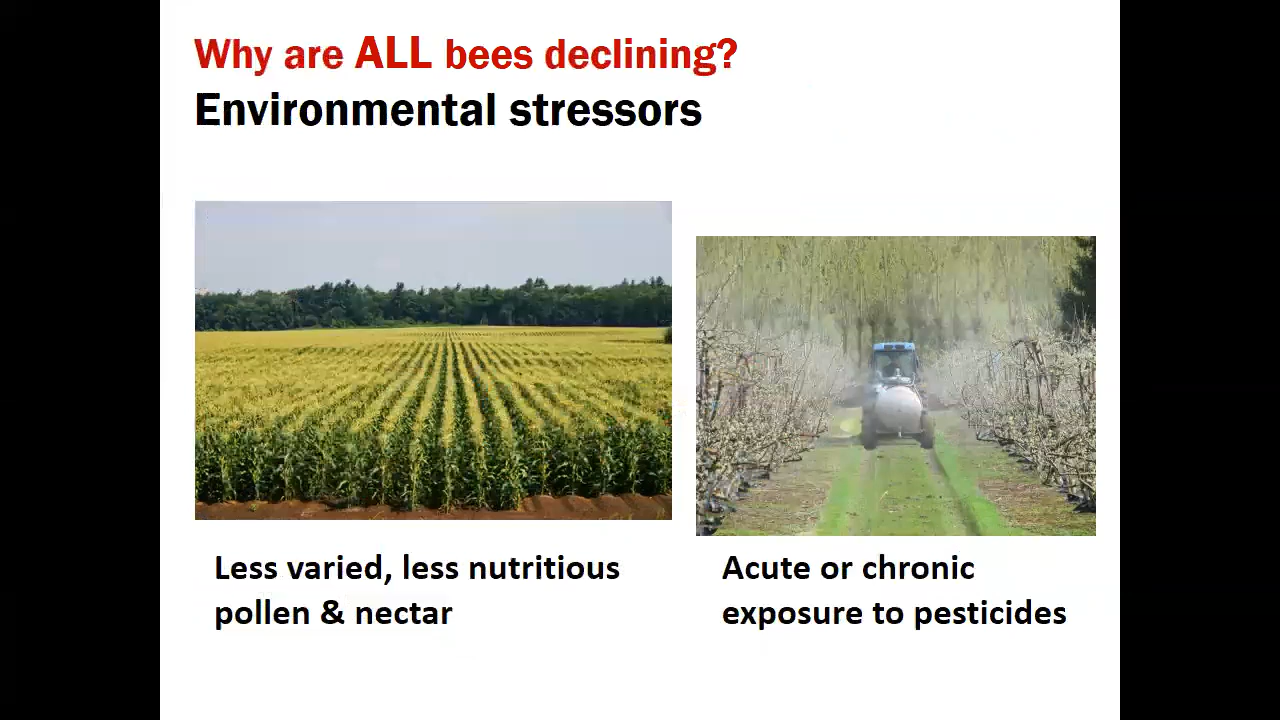 Why are ALL bees declining?
Environmental stressors
Less varied, less nutritious
pollen & nectar
Acute or chronic
exposure to pesticides